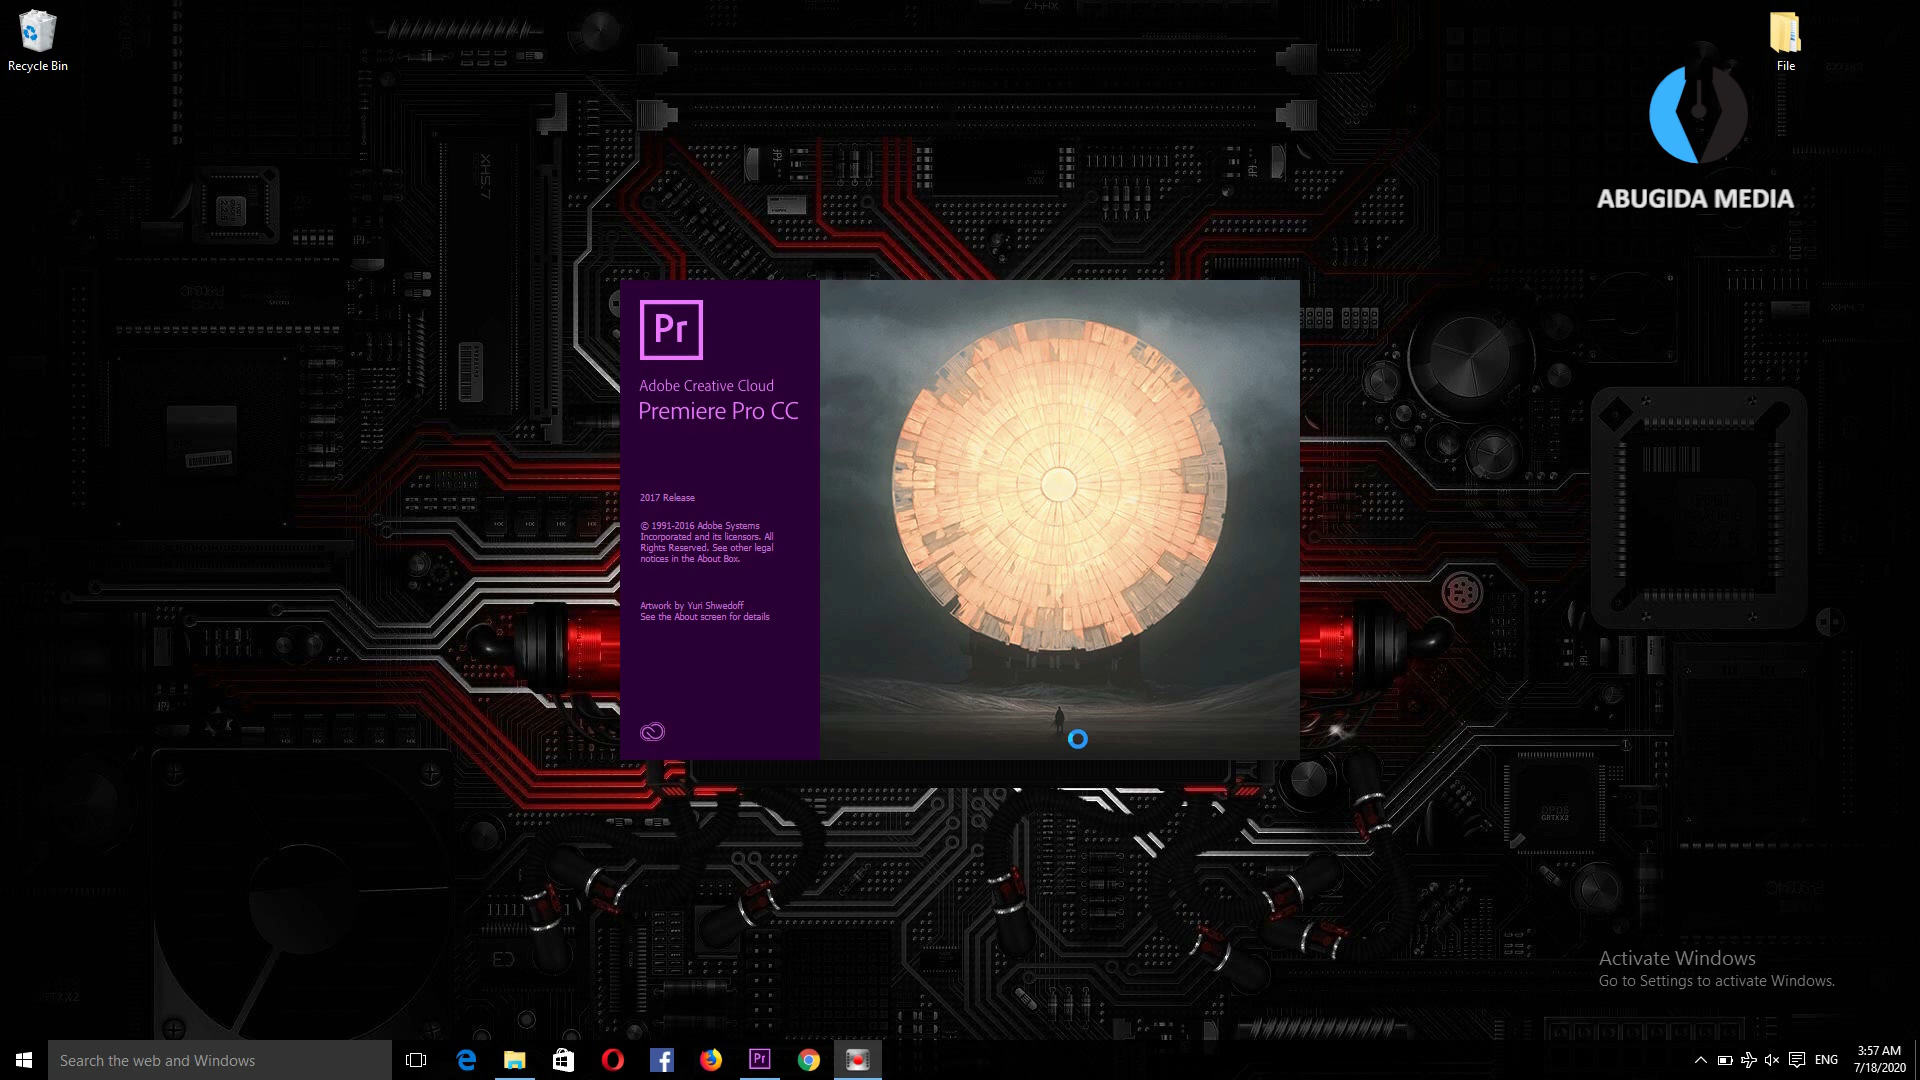 Recycle Bin
File
ABUGIDA MEDIA
Pr
Adobe Creative Cloud
Premiere Pro CC
2017 Release
© 1991-2016 Adobe Systems
Incorporated and its licensors. All
Rights Reserved. See other legal
notices in the About Box.
Artwork by Yuri Shwedoff
See the About screen for details
Activate Windows
Go to Settings to activate Windows.
Search the web and Windows
Pr
ENG
3:57 AM
7/18/2020